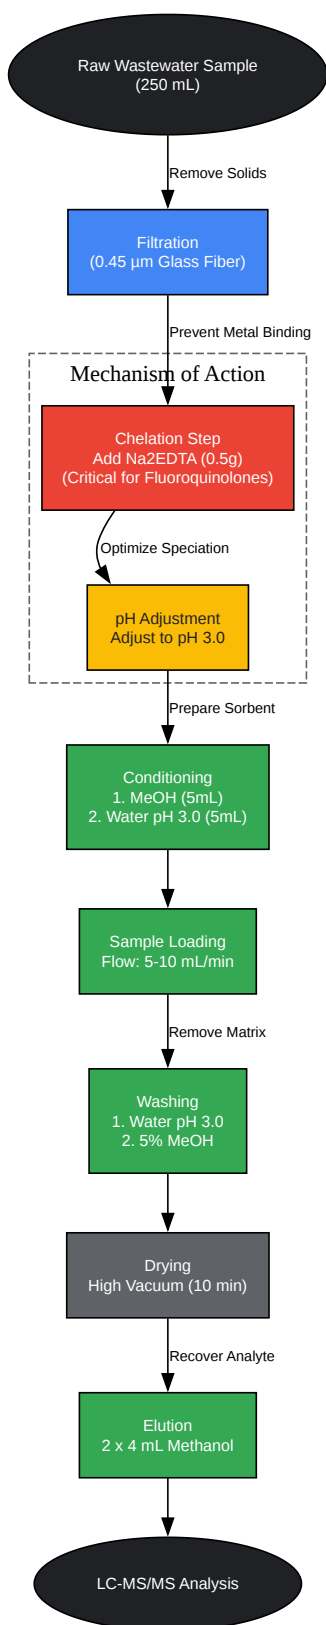 Raw Wastewater Sample
(250 mL)
Remove Solids
Filtration
(0.45 µm Glass Fiber)
Prevent Metal Binding
Mechanism of Action
Chelation Step
Add Na2EDTA (0.5g)
(Critical for Fluoroquinolones)
Optimize Speciation
pH Adjustment
Adjust to pH 3.0
Prepare Sorbent
Conditioning
1. MeOH (5mL)
2. Water pH 3.0 (5mL)
Sample Loading
Flow: 5-10 mL/min
Remove Matrix
Washing
1. Water pH 3.0
2. 5% MeOH
Drying
High Vacuum (10 min)
Recover Analyte
Elution
2 x 4 mL Methanol
LC-MS/MS Analysis